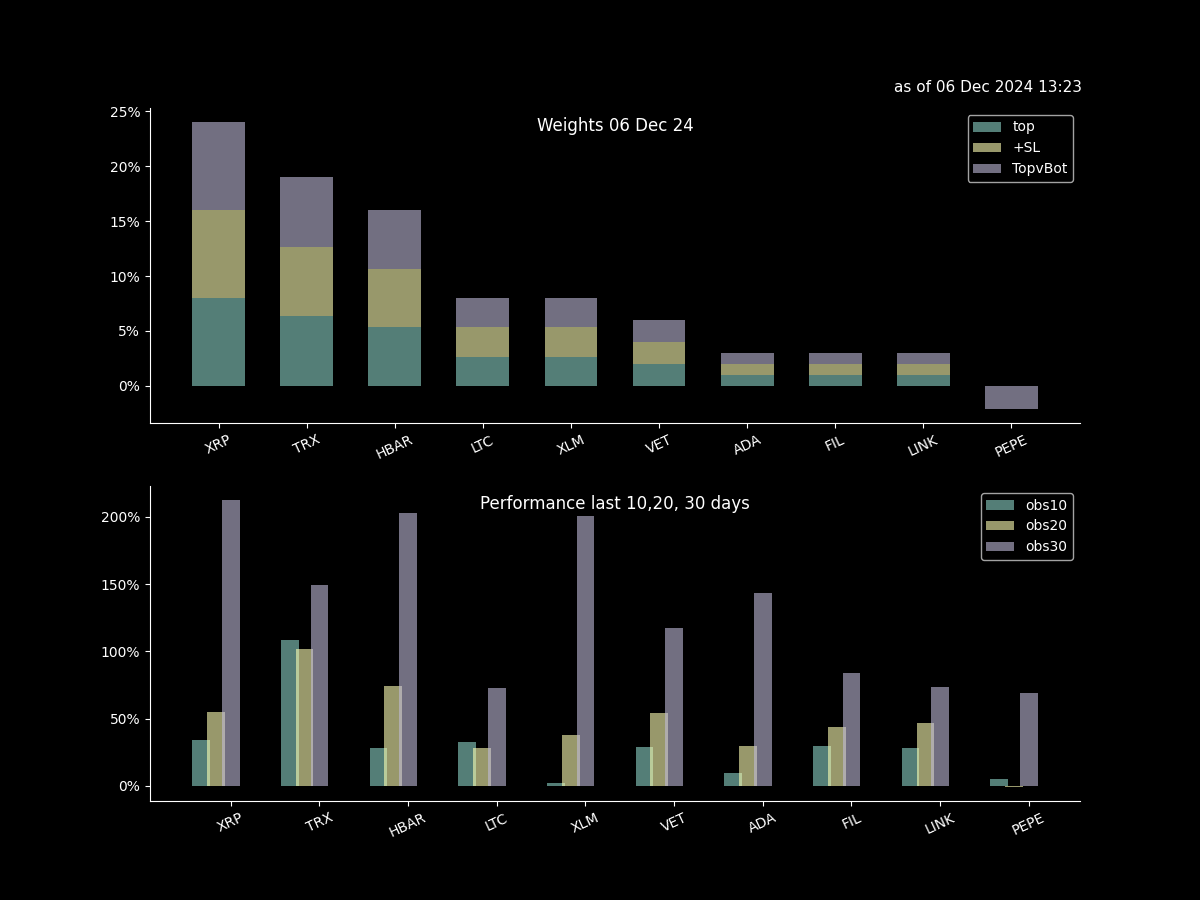 as of 06 Dec 2024 13:23
Weights 06 Dec 24
top
+SL
TopvBot
25%
20%
15%
10%
5%
0%
XRP TRX HBAR LTC XLM VET ADA FIL LINK PEPE
Performance last 10,20, 30 days
obs10
obs20
obs30
200%
150%
100%
50%
0%
XRP TRX HBAR LTC XLM VET ADA FIL LINK PEPE